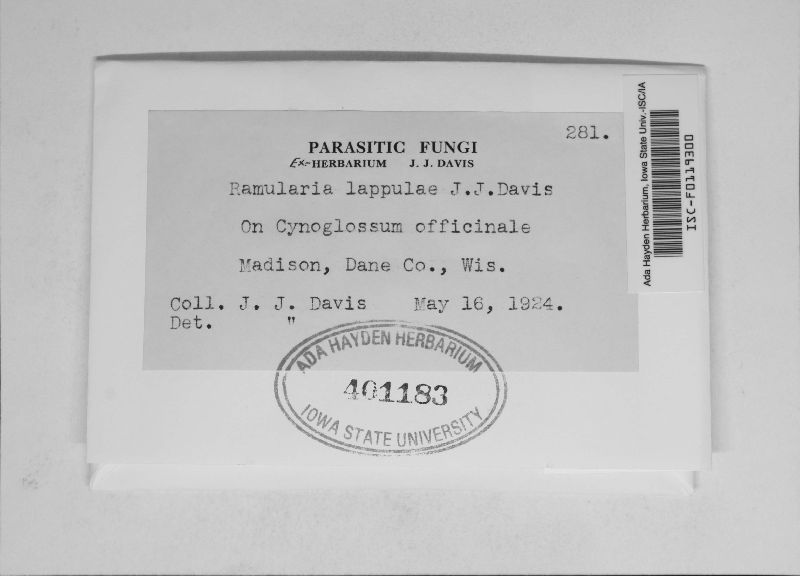 281.
PARASITIC FUNGI
Ex-HERBARIUM J. J. DAVIS
Ramularia lappulae J.J.Davis
On Cynoglossum officinale
Madison, Dane Co., Wis.
Coll. J. J. Davis May 16, 1924.
Det. "
ADA HAYDEN HERBARIUM
401183
IOWA STATE UNIVERSITY
Ada Hayden Herbarium, Iowa State Univ.-ISC/IA
ISC-F0119300